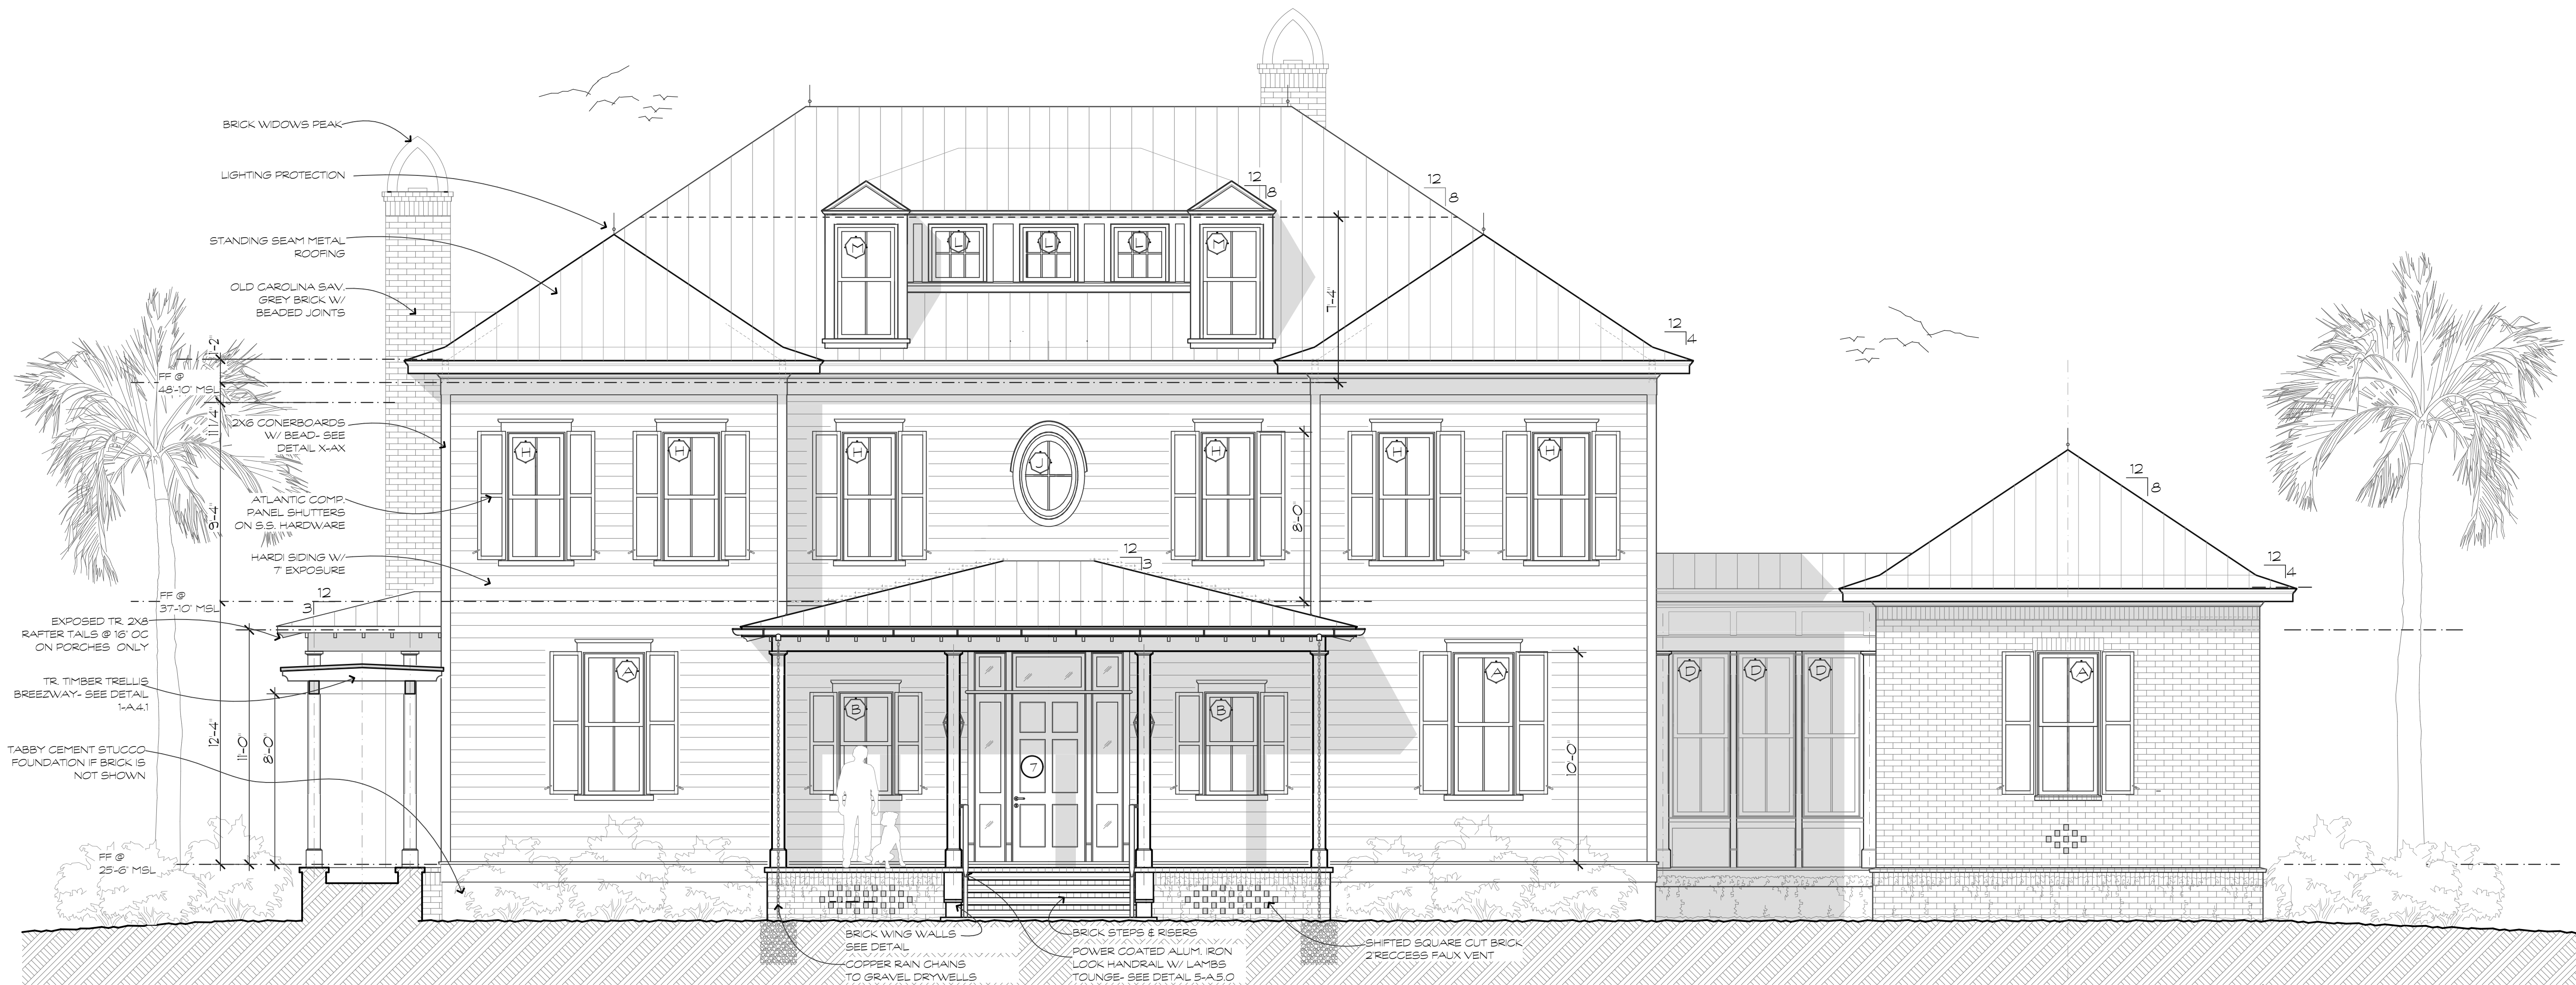 BRICK WIDOWS PEAK
LIGHTING PROTECTION
STANDING SEAM METAL
ROOFING
OLD CAROLINA SAV.
GREY BRICK W/
BEADED JOINTS
1'-2"
FF @
48'-10" MSL
11 1/4"
2X6 CONERBOARDS
W/ BEAD- SEE
DETAIL X-AX
ATLANTIC COMP.
PANEL SHUTTERS
ON S.S. HARDWARE
9'-4"
HARDI SIDING W/
7" EXPOSURE
FF @
37'-10" MSL
12
3
EXPOSED TR. 2X8
RAFTER TAILS @ 16" OC
ON PORCHES ONLY
TR. TIMBER TRELLIS
BREEZWAY- SEE DETAIL
1-A4.1
12'-4"
11'-0"
8'-0"
TABBY CEMENT STUCCO
FOUNDATION IF BRICK IS
NOT SHOWN
FF @
25'-6" MSL
12
8
12
8
12
4
M
L
L
L
M
7'-4"
H
H
H
J
H
H
H
8'-0"
12
3
12
8
12
4
A
B
7
B
A
10'-0"
D
D
D
A
BRICK WING WALLS
SEE DETAIL
COPPER RAIN CHAINS
TO GRAVEL DRYWELLS
BRICK STEPS & RISERS
POWER COATED ALUM. IRON
LOOK HANDRAIL W/ LAMBS
TOUNGE- SEE DETAIL 5-A.5.0
SHIFTED SQUARE CUT BRICK
2"RECCESS FAUX VENT